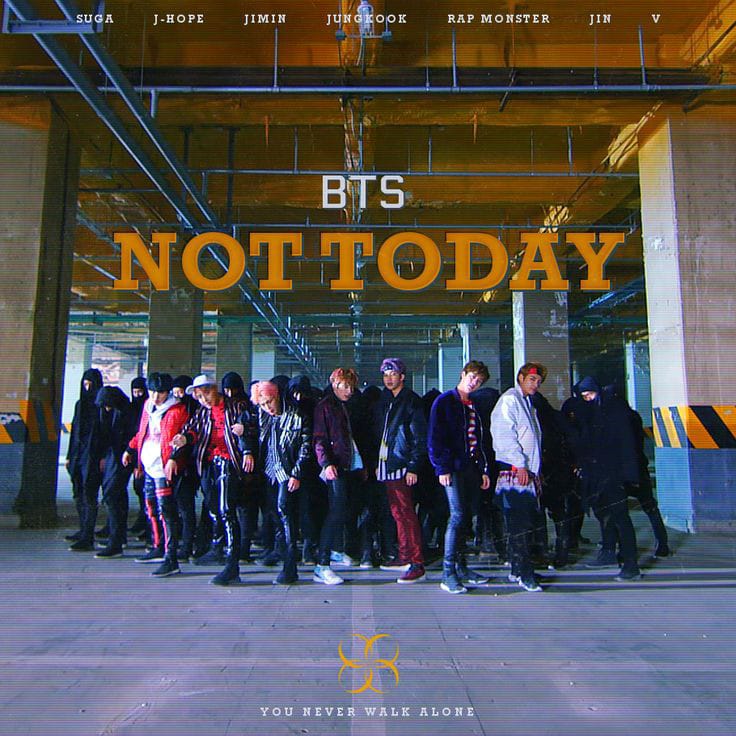 SUGA J-HOPE JIMIN JUNGKOOK RAP MONSTER JIN V
BTS
NOT TODAY
YOU NEVER WALK ALONE